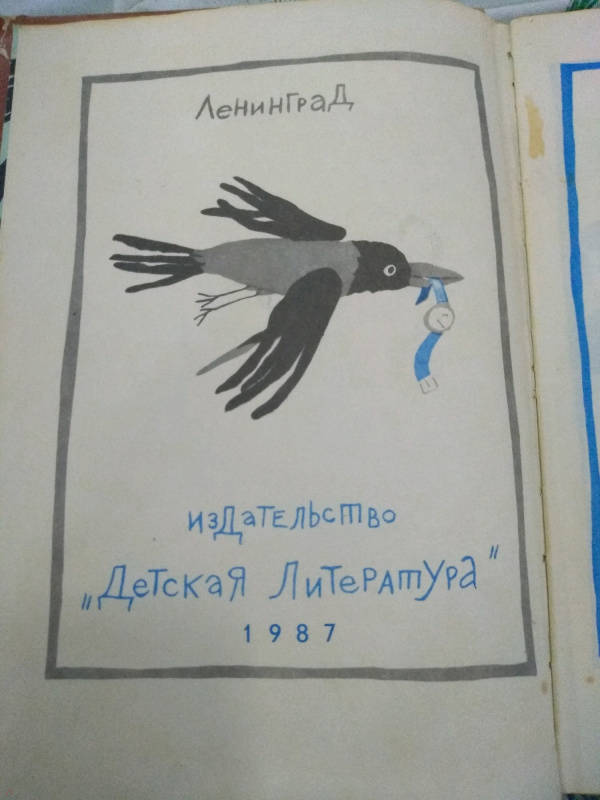 Ленинград
издательство
„Детская Литература"
1987